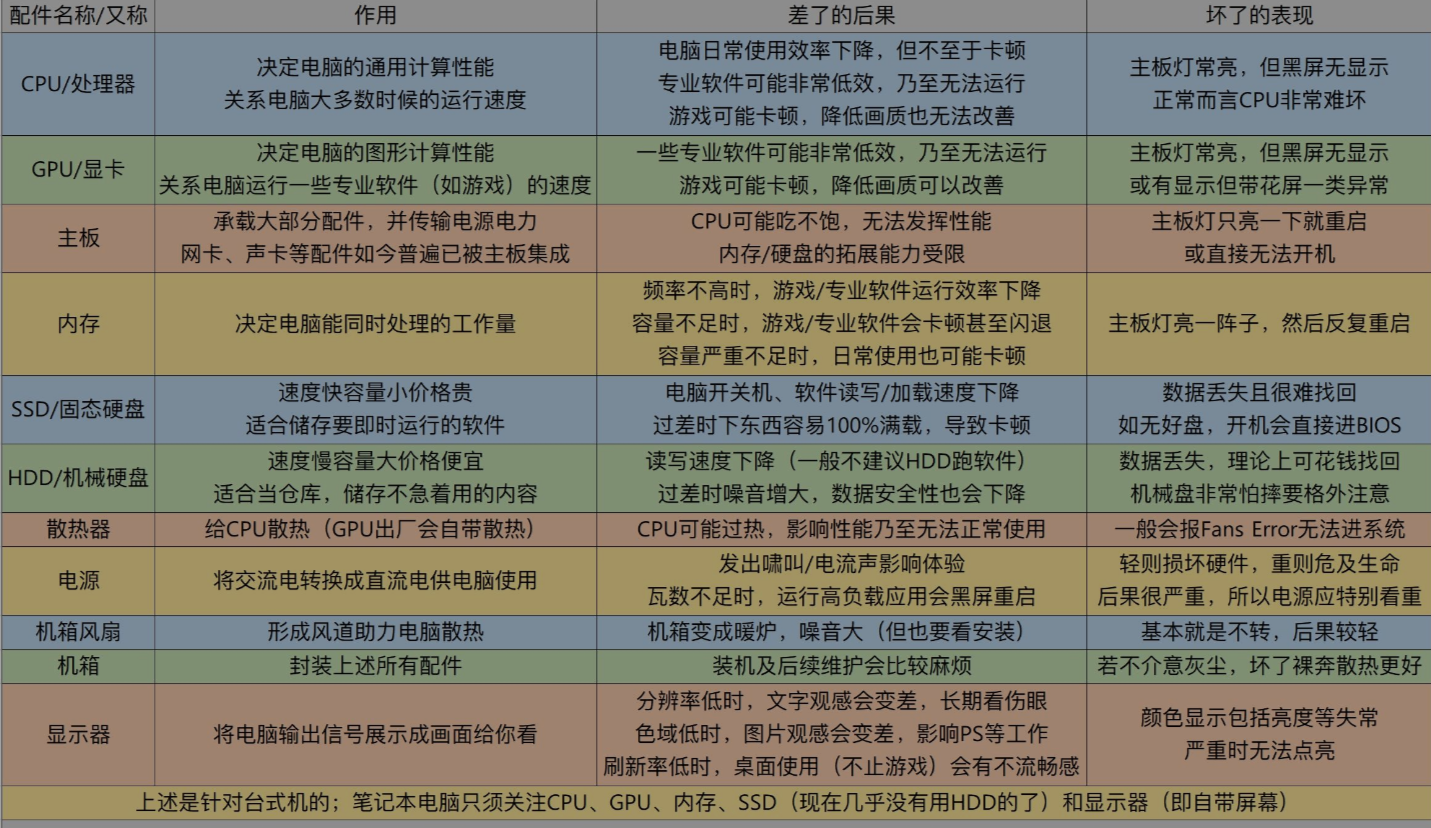 配件名称/又称 作用 差了的后果 坏了的表现
CPU/处理器
决定电脑的通用计算性能
关系电脑大多数时候的运行速度
电脑日常使用效率下降，但不至于卡顿
专业软件可能非常低效，乃至无法运行
游戏可能卡顿，降低画质也无法改善
主板灯常亮，但黑屏无显示
正常而言CPU非常难坏
GPU/显卡
决定电脑的图形计算性能
关系电脑运行一些专业软件（如游戏）的速度
一些专业软件可能非常低效，乃至无法运行
游戏可能卡顿，降低画质可以改善
主板灯常亮，但黑屏无显示
或有显示但带花屏一类异常
主板
承载大部分配件，并传输电源电力
网卡、声卡等配件如今普遍已被主板集成
CPU可能吃不饱，无法发挥性能
内存/硬盘的拓展能力受限
主板灯只亮一下就重启
或直接无法开机
内存
决定电脑能同时处理的工作量
频率不高时，游戏/专业软件运行效率下降
容量不足时，游戏/专业软件会卡顿甚至闪退
容量严重不足时，日常使用也可能卡顿
主板灯亮一阵子，然后反复重启
SSD/固态硬盘
速度快容量小价格贵
适合储存要即时运行的软件
电脑开关机、软件读写/加载速度下降
过差时下东西容易100%满载，导致卡顿
数据丢失且很难找回
如无好盘，开机会直接进BIOS
HDD/机械硬盘
速度慢容量大价格便宜
适合当仓库，储存不急着用的内容
读写速度下降（一般不建议HDD跑软件）
过差时噪音增大，数据安全性也会下降
数据丢失，理论上可花钱找回
机械盘非常怕摔要格外注意
散热器
给CPU散热（GPU出厂会自带散热）
CPU可能过热，影响性能乃至无法正常使用
一般会报Fans Error无法进系统
电源
将交流电转换成直流电供电脑使用
发出啸叫/电流声影响体验
瓦数不足时，运行高负载应用会黑屏重启
轻则损坏硬件，重则危及生命
后果很严重，所以电源应特别看重
机箱风扇
形成风道助力电脑散热
机箱变成暖炉，噪音大（但也要看安装）
基本就是不转，后果较轻
机箱
封装上述所有配件
装机及后续维护会比较麻烦
若不介意灰尘，坏了裸奔散热更好
显示器
将电脑输出信号展示成画面给你看
分辨率低时，文字观感会变差，长期看伤眼
色域低时，图片观感会变差，影响PS等工作
刷新率低时，桌面使用（不止游戏）会有不流畅感
颜色显示包括亮度等失常
严重时无法点亮
上述是针对台式机的；笔记本电脑只须关注CPU、GPU、内存、SSD（现在几乎没有用HDD的了）和显示器（即自带屏幕）